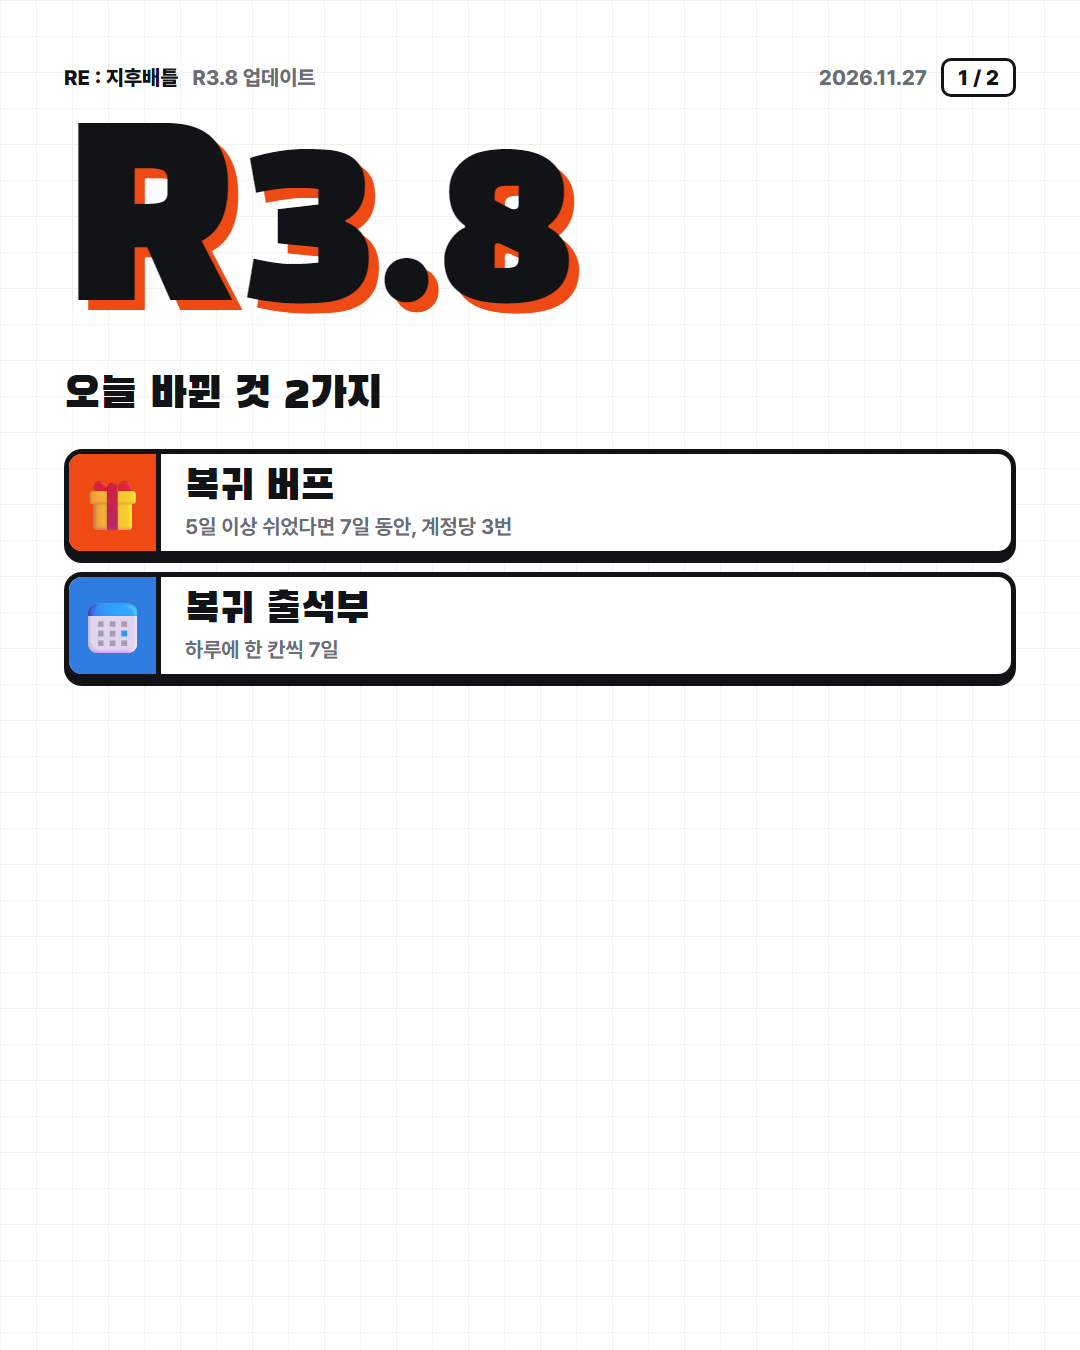 RE : 지후배틀 R3.8 업데이트
2026.11.27 1 / 2
R3.8
오늘 바뀐 것 2가지
복귀 버프
5일 이상 쉬었다면 7일 동안, 계정당 3번
복귀 출석부
하루에 한 칸씩 7일